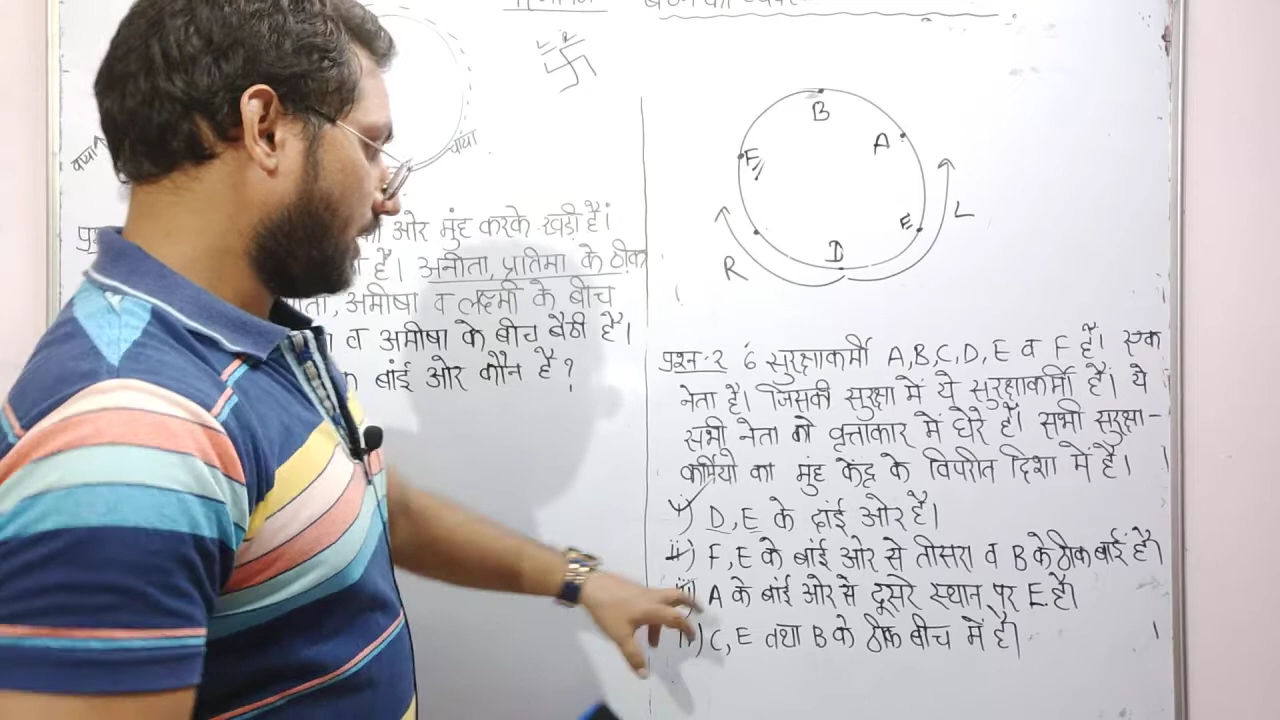 L R
बांया
ओर मुंह करके खड़ी हैं।
है। अनीता, प्रतिमा के ठीक
अमीषा व लक्ष्मी के बीच
व अमीषा के बीच बैठी है।
बांई ओर कौन है?
B
A
F
E
D
L
R
प्रश्न-2 6 सुरक्षाकर्मी A,B,C,D,E व F हैं। एक
नेता है। जिसकी सुरक्षा में ये सुरक्षाकर्मी हैं। ये
सभी नेता को वृत्ताकार में घेरे हैं। सभी सुरक्षा-
कर्मियों का मुंह केंद्र के विपरीत दिशा में है।
i) D, E के दांई ओर है।
ii) F, E के बांई ओर से तीसरा व B के ठीक बाईं है।
iii) A के बांई ओर से दूसरे स्थान पर E है।
iv) C, E तथा B के ठीक बीच में है।